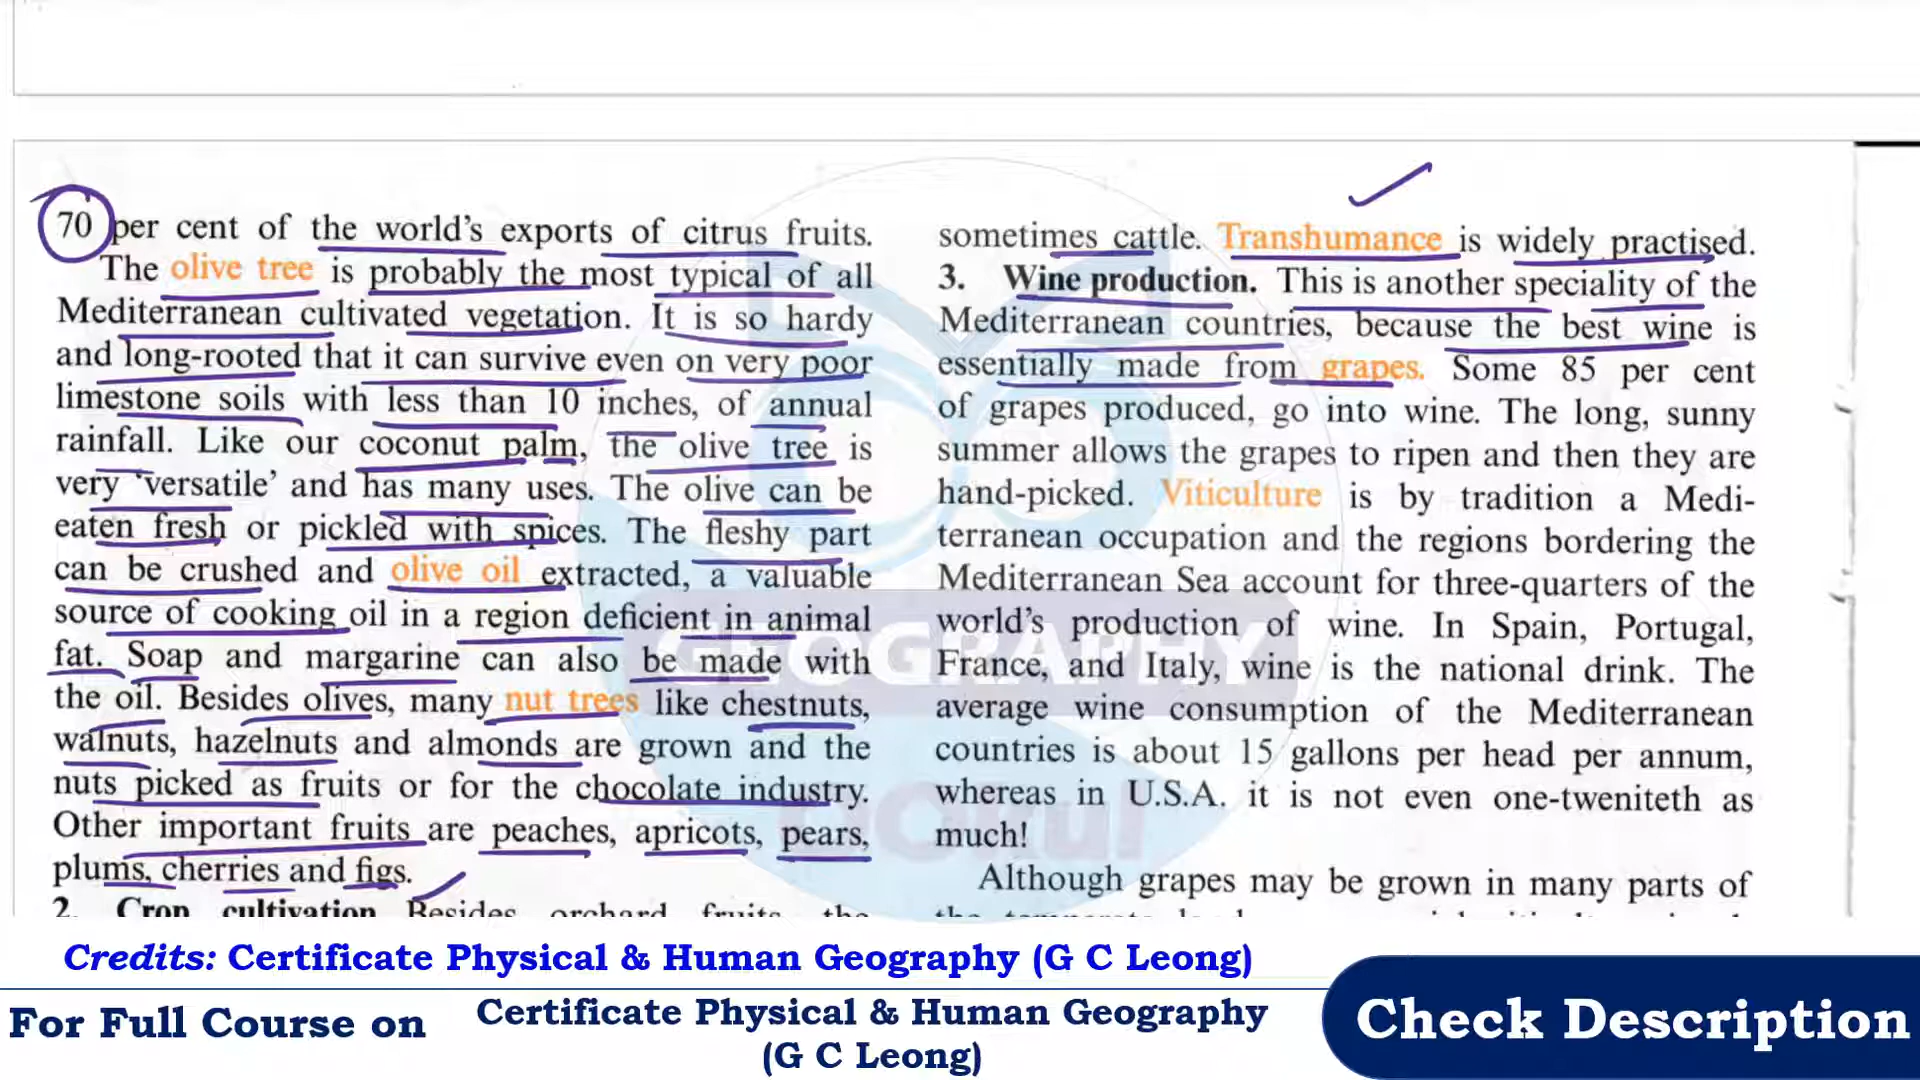 70 per cent of the world's exports of citrus fruits.
The olive tree is probably the most typical of all
Mediterranean cultivated vegetation. It is so hardy
and long-rooted that it can survive even on very poor
limestone soils with less than 10 inches, of annual
rainfall. Like our coconut palm, the olive tree is
very 'versatile' and has many uses. The olive can be
eaten fresh or pickled with spices. The fleshy part
can be crushed and olive oil extracted, a valuable
source of cooking oil in a region deficient in animal
fat. Soap and margarine can also be made with
the oil. Besides olives, many nut trees like chestnuts,
walnuts, hazelnuts and almonds are grown and the
nuts picked as fruits or for the chocolate industry.
Other important fruits are peaches, apricots, pears,
plums, cherries and figs.
2. Crop cultivation Besides orchard fruits the
sometimes cattle. Transhumance is widely practised.
3. Wine production. This is another speciality of the
Mediterranean countries, because the best wine is
essentially made from grapes. Some 85 per cent
of grapes produced, go into wine. The long, sunny
summer allows the grapes to ripen and then they are
hand-picked. Viticulture is by tradition a Medi-
terranean occupation and the regions bordering the
Mediterranean Sea account for three-quarters of the
world's production of wine. In Spain, Portugal,
France, and Italy, wine is the national drink. The
average wine consumption of the Mediterranean
countries is about 15 gallons per head per annum,
whereas in U.S.A. it is not even one-tweniteth as
much!
Although grapes may be grown in many parts of
GEOGRAPHY
Credits: Certificate Physical & Human Geography (G C Leong)
For Full Course on
Certificate Physical & Human Geography
(G C Leong)
Check Description